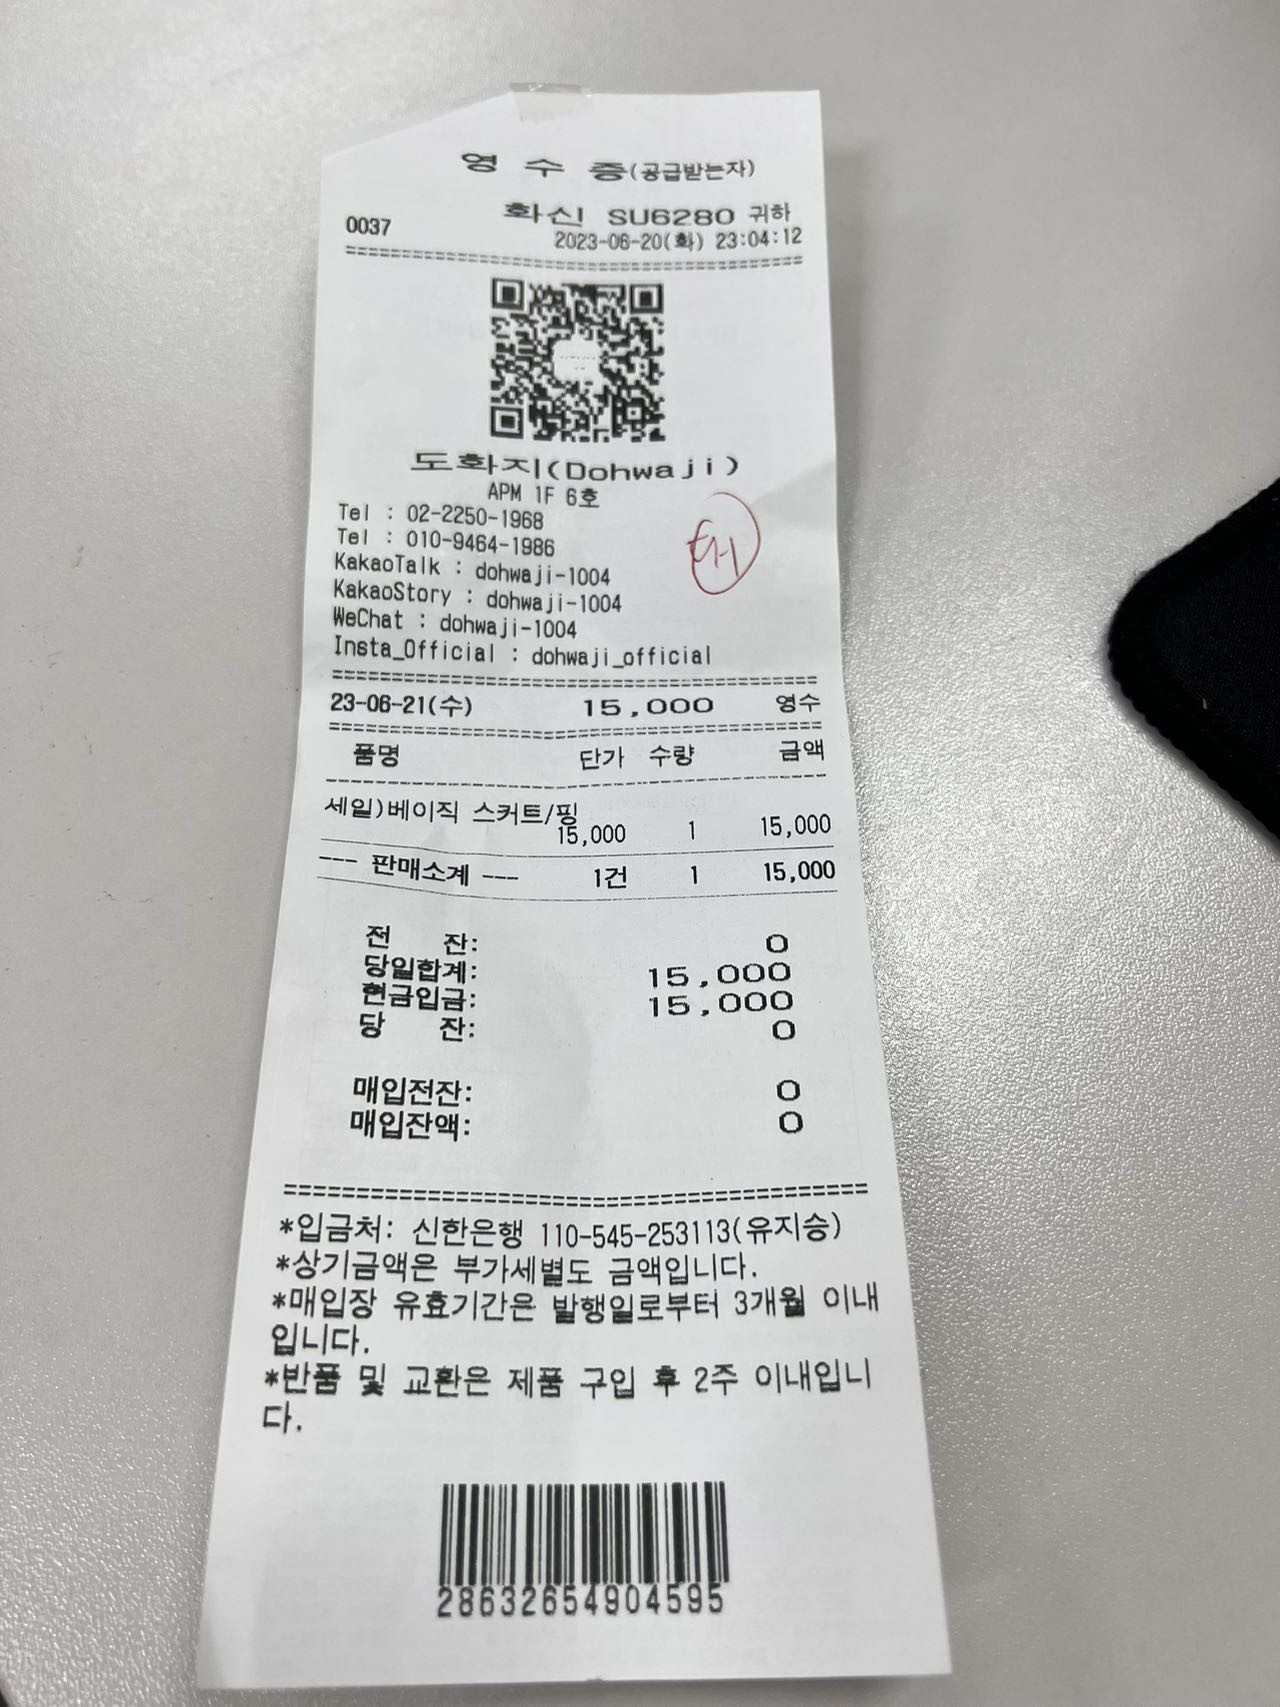 영 수 증(공급받는자)
0037
화신 SU6280 귀하
2023-06-20(화) 23:04:12
도화지(Dohwaji)
APM 1F 6호
Tel : 02-2250-1968
Tel : 010-9464-1986
KakaoTalk : dohwaji-1004
KakaoStory : dohwaji-1004
WeChat : dohwaji-1004
Insta_Official : dohwaji_official
23-06-21(수) 15,000 영수
품명 단가 수량 금액
세일)베이직 스커트/핑
15,000 1 15,000
--- 판매소계 --- 1건 1 15,000
전 잔: 0
당일합계: 15,000
현금입금: 15,000
당 잔: 0
매입전잔: 0
매입잔액: 0
*입금처: 신한은행 110-545-253113(유지승)
*상기금액은 부가세별도 금액입니다.
*매입장 유효기간은 발행일로부터 3개월 이내
입니다.
*반품 및 교환은 제품 구입 후 2주 이내입니
다.
28632654904595